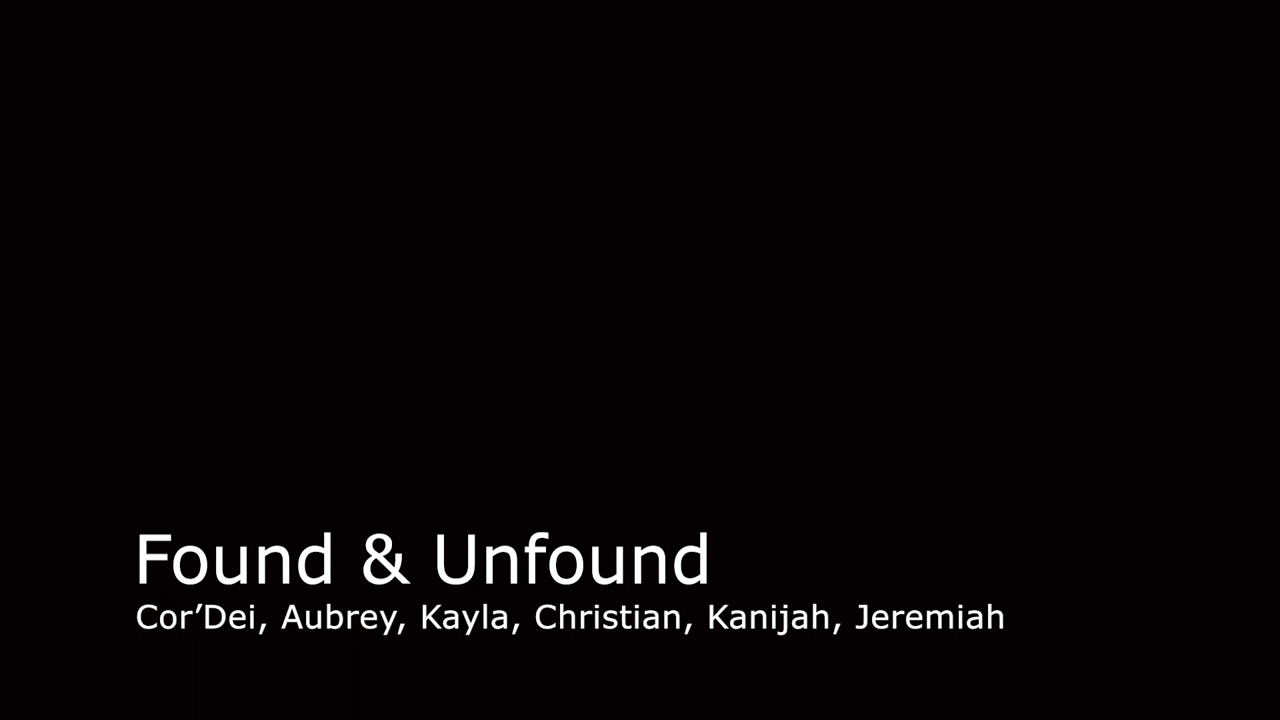 Found & Unfound
Cor’Dei, Aubrey, Kayla, Christian, Kanijah, Jeremiah